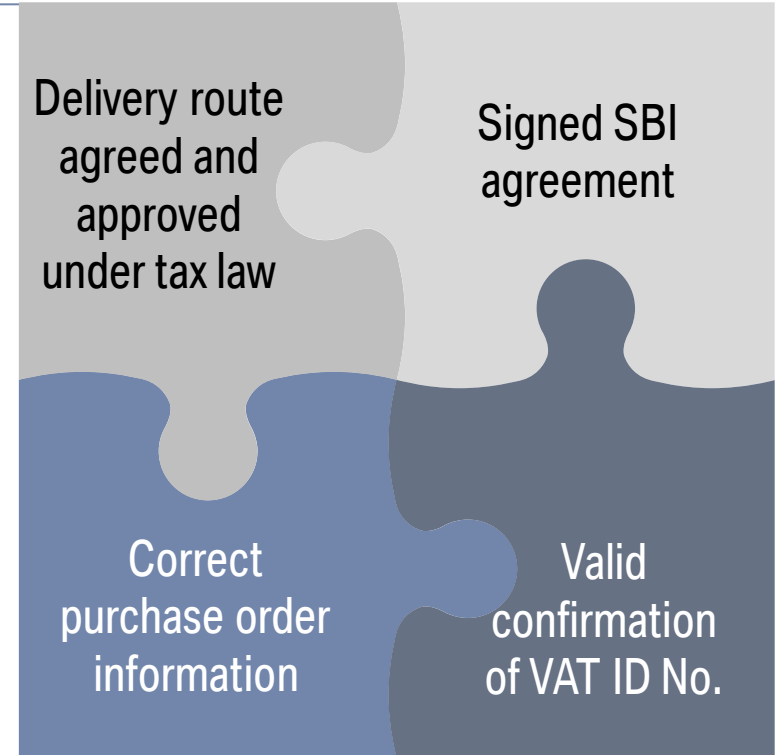 Delivery route
agreed and
approved
under tax law
Signed SBI
agreement
Correct
purchase order
information
Valid
confirmation
of VAT ID No.